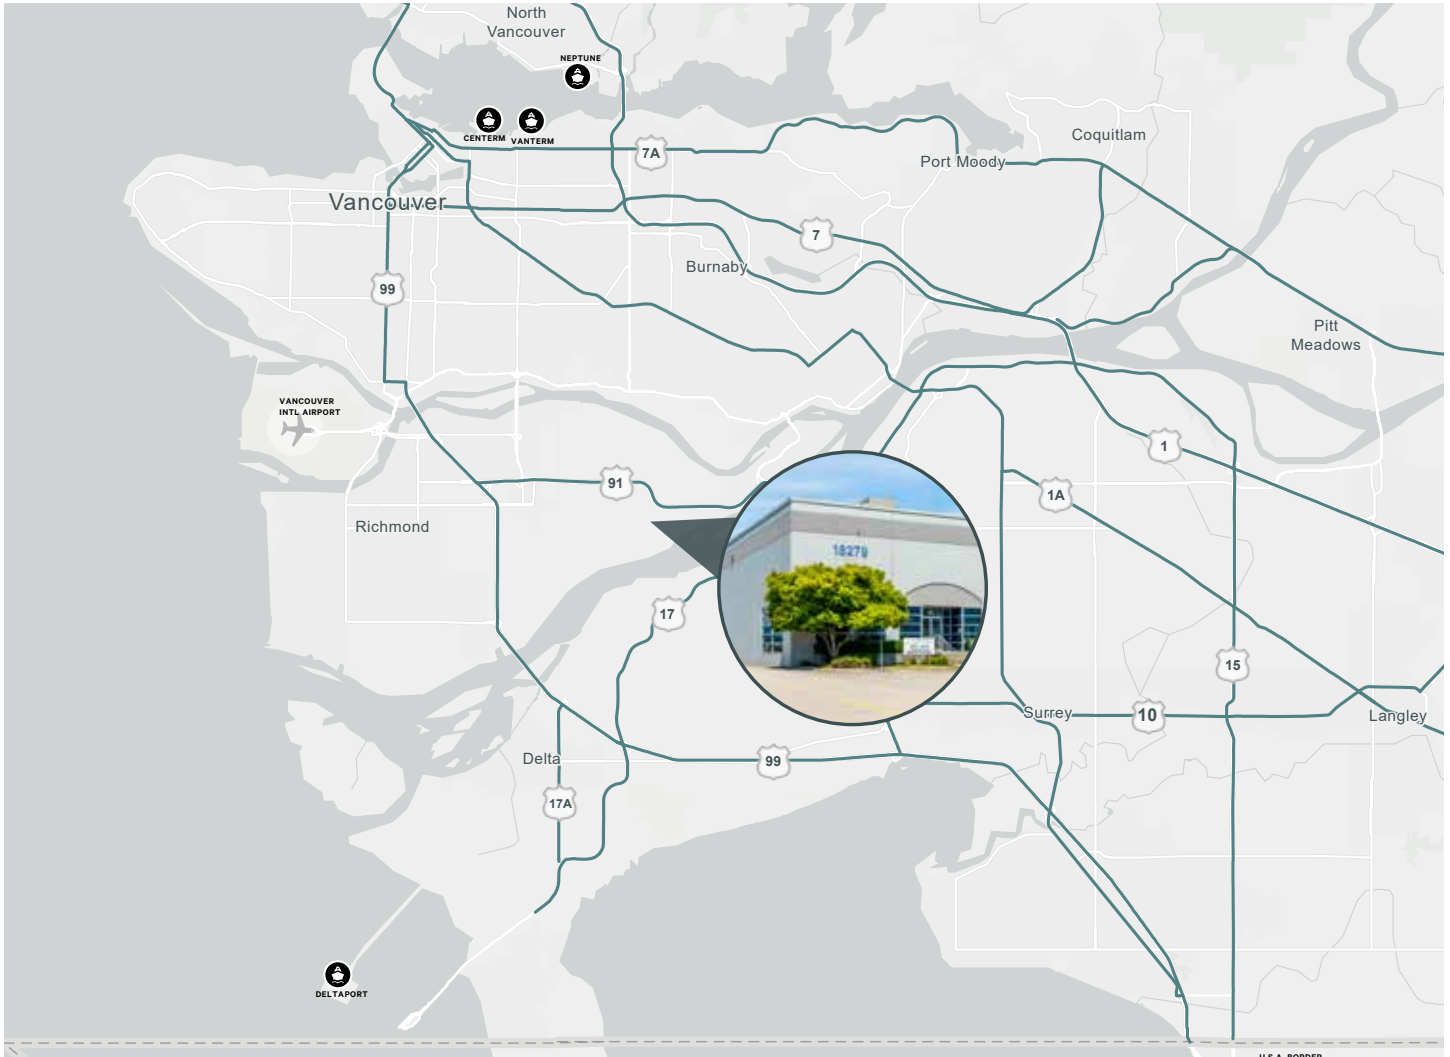 North
Vancouver
NEPTUNE
CENTERM
VANTERM
7A
Coquitlam
Port Moody
Vancouver
7
Burnaby
99
Pitt
Meadows
VANCOUVER
INTL AIRPORT
1
91
1A
Richmond
18279
17
15
Surrey
10
Langley
Delta
99
17A
DELTAPORT
U.S.A. BORDER